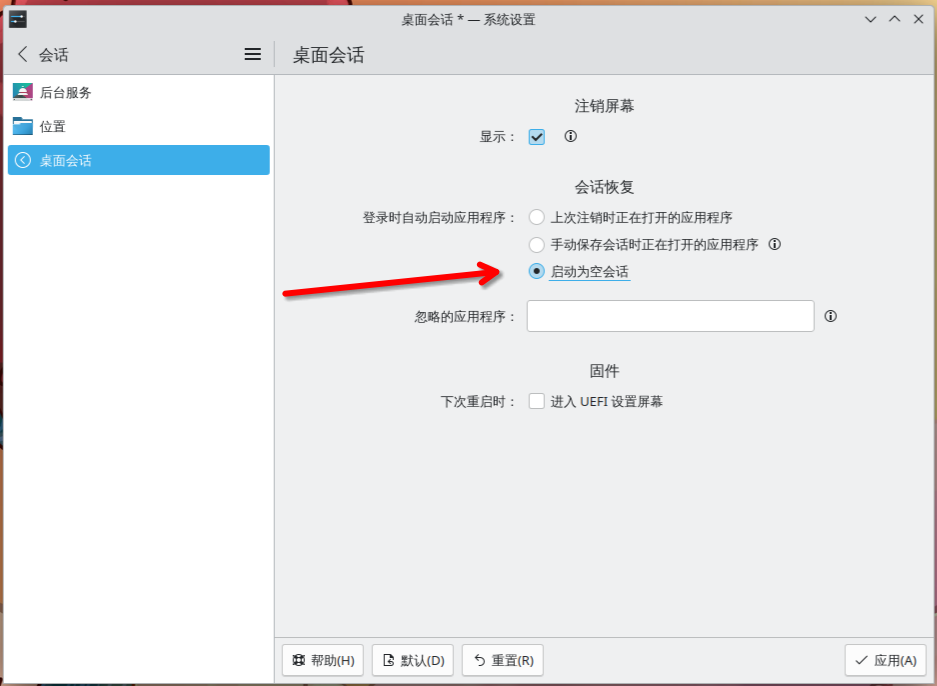 桌面会话 * — 系统设置
会话
桌面会话
后台服务
位置
桌面会话
注销屏幕
显示：
会话恢复
登录时自动启动应用程序： 上次注销时正在打开的应用程序
手动保存会话时正在打开的应用程序
启动为空会话
忽略的应用程序：
固件
下次重启时： 进入 UEFI 设置屏幕
帮助(H) 默认(D) 重置(R) 应用(A)